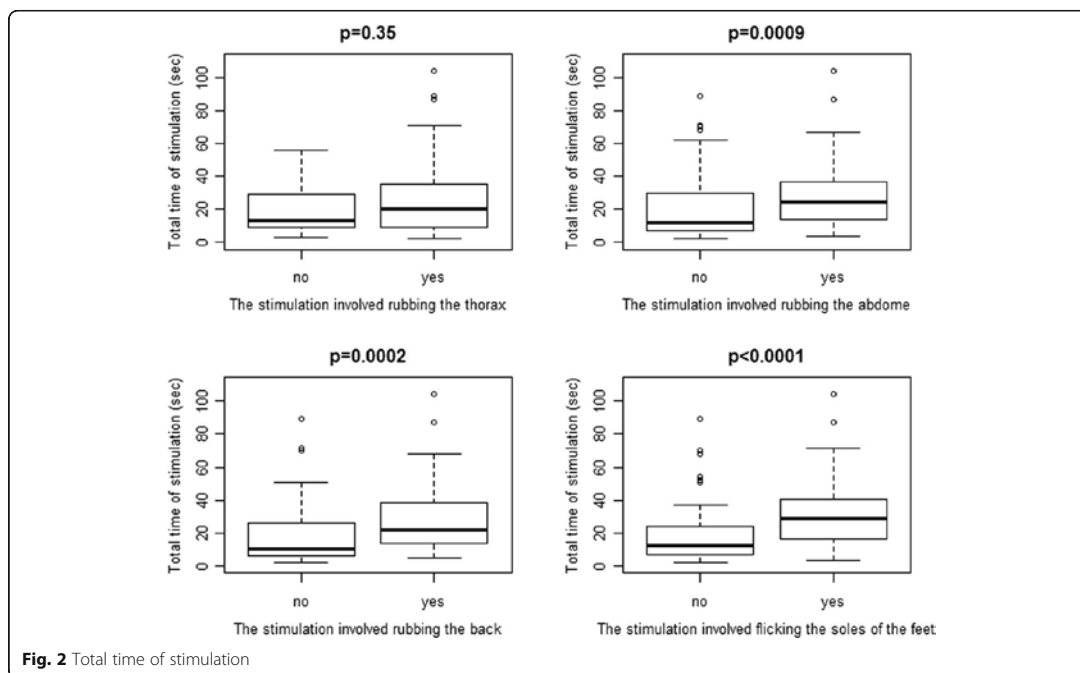 p=0.35
Total time of stimulation (sec)
100
80
60
40
20
0
no yes
The stimulation involved rubbing the thorax
p=0.0009
Total time of stimulation (sec)
100
80
60
40
20
0
no yes
The stimulation involved rubbing the abdome
p=0.0002
Total time of stimulation (sec)
100
80
60
40
20
0
no yes
The stimulation involved rubbing the back
p<0.0001
Total time of stimulation (sec)
100
80
60
40
20
0
no yes
The stimulation involved flicking the soles of the feet
Fig. 2 Total time of stimulation